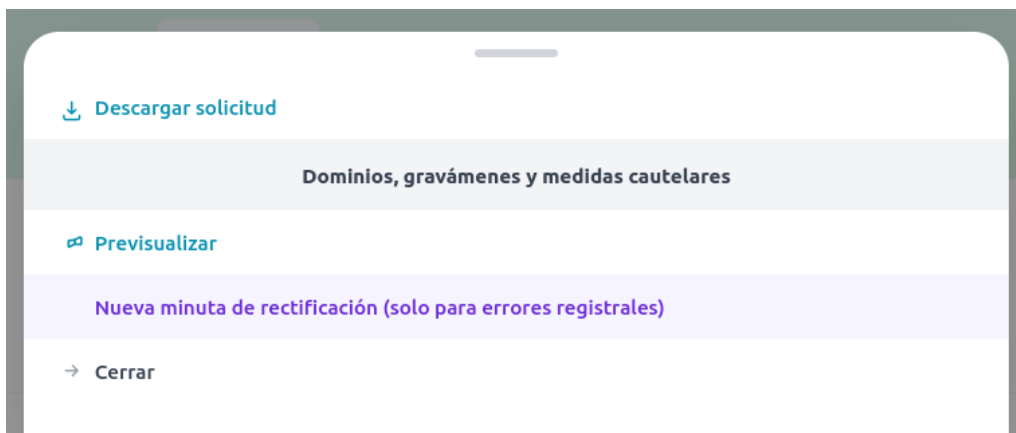 Descargar solicitud
Dominios, gravámenes y medidas cautelares
Previsualizar
Nueva minuta de rectificación (solo para errores registrales)
Cerrar